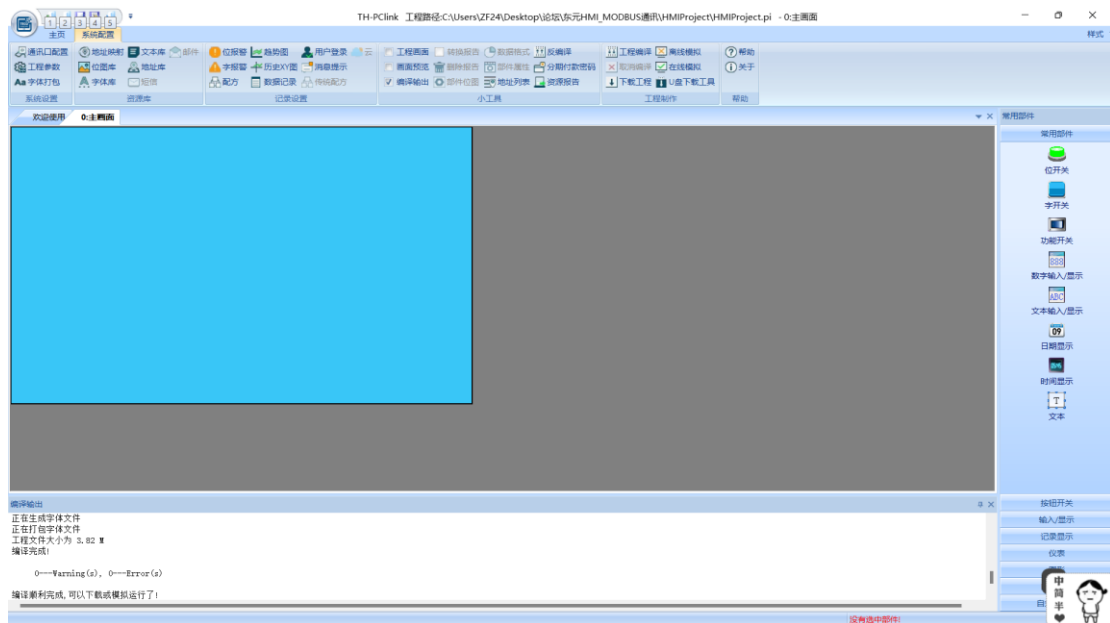 TH-PClink 工程路径:C:\Users\ZF24\Desktop\论坛\东元HMI_MODBUS通讯\HMIProject\HMIProject.pi - 0:主画面
1 2 3 4 5
主页 系统配置 样式
通讯口配置 地址映射 文本库 邮件 位报警 趋势图 用户登录 云 工程画面 转换报告 数据格式 反编译 工程编译 离线模拟 帮助
工程参数 位图库 地址库 字报警 历史XY图 消息提示 画面预览 删除报告 部件属性 分期付款密码 取消编译 在线模拟 关于
Aa 字体打包 字体库 短信 配方 数据记录 传统配方 编译输出 部件位置 地址列表 资源报告 下载工程 U盘下载工具
系统设置 资源库 记录设置 小工具 工程制作 帮助
欢迎使用 0:主画面
常用部件
常用部件
位开关
字开关
功能开关
数字输入/显示
ABC
文本输入/显示
09
日期显示
时间显示
T
文本
按钮开关
输入/显示
记录显示
仪表
编译输出
正在生成字体文件
正在打包字体文件
工程文件大小为 3.82 M
编译完成!
0---Warning(s), 0---Error(s)
编译顺利完成,可以下载或模拟运行了!
没有选中部件!
中
简
半